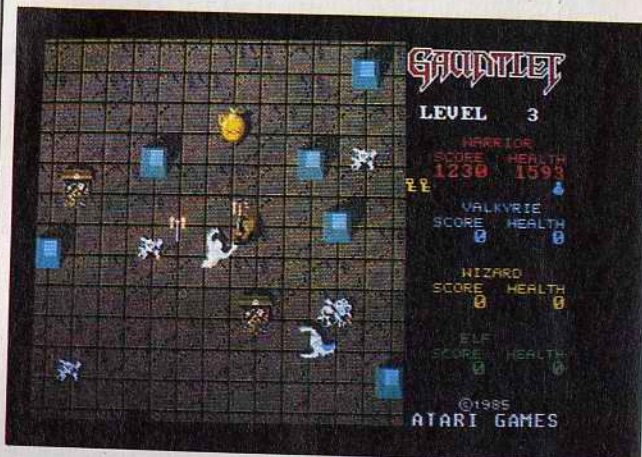 GAUNTLET
LEVEL 3
WARRIOR
SCORE HEALTH
1230 1593
VALKYRIE
SCORE HEALTH
0 0
WIZARD
SCORE HEALTH
0 0
ELF
SCORE HEALTH
0 0
©1985
ATARI GAMES